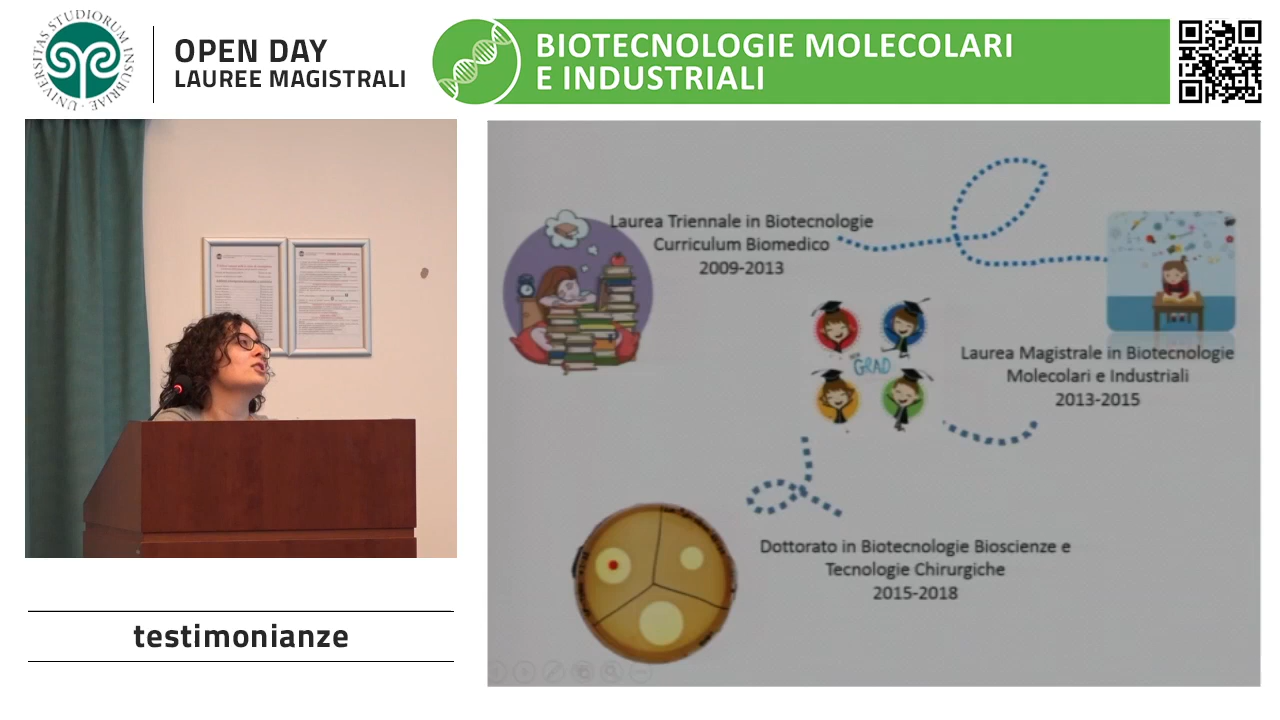 UNIVERSITAS STUDIORUM INSUBRIAE
OPEN DAY
LAUREE MAGISTRALI
BIOTECNOLOGIE MOLECOLARI
E INDUSTRIALI
Laurea Triennale in Biotecnologie
Curriculum Biomedico
2009-2013
GRAD
Laurea Magistrale in Biotecnologie
Molecolari e Industriali
2013-2015
Dottorato in Biotecnologie Bioscienze e
Tecnologie Chirurgiche
2015-2018
testimonianze